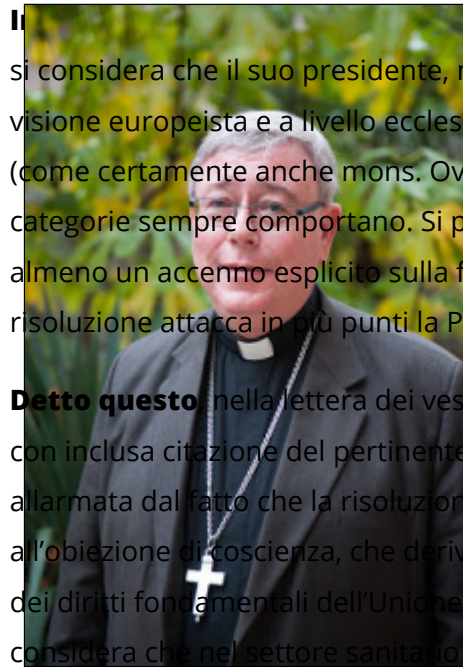 si considera che il suo presidente,
visione europeista e a livello eccles
(come certamente anche mons. Ov
categorie sempre comportano. Si p
almeno un accenno esplicito sulla f
risoluzione attacca in più punti la P
Detto questo, nella lettera dei ves
con inclusa citazione del pertinente
allarmata dal fatto che la risoluzion
all’obiezione di coscienza, che deriv
dei diritti fondamentali dell’Unione
considera che nel settore sanitario